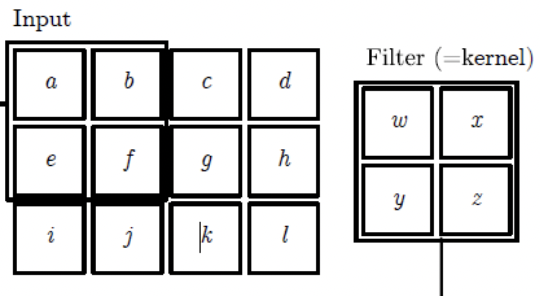 Input
Filter (=kernel)
a b c d
w x
e f g h
y z
i j k l